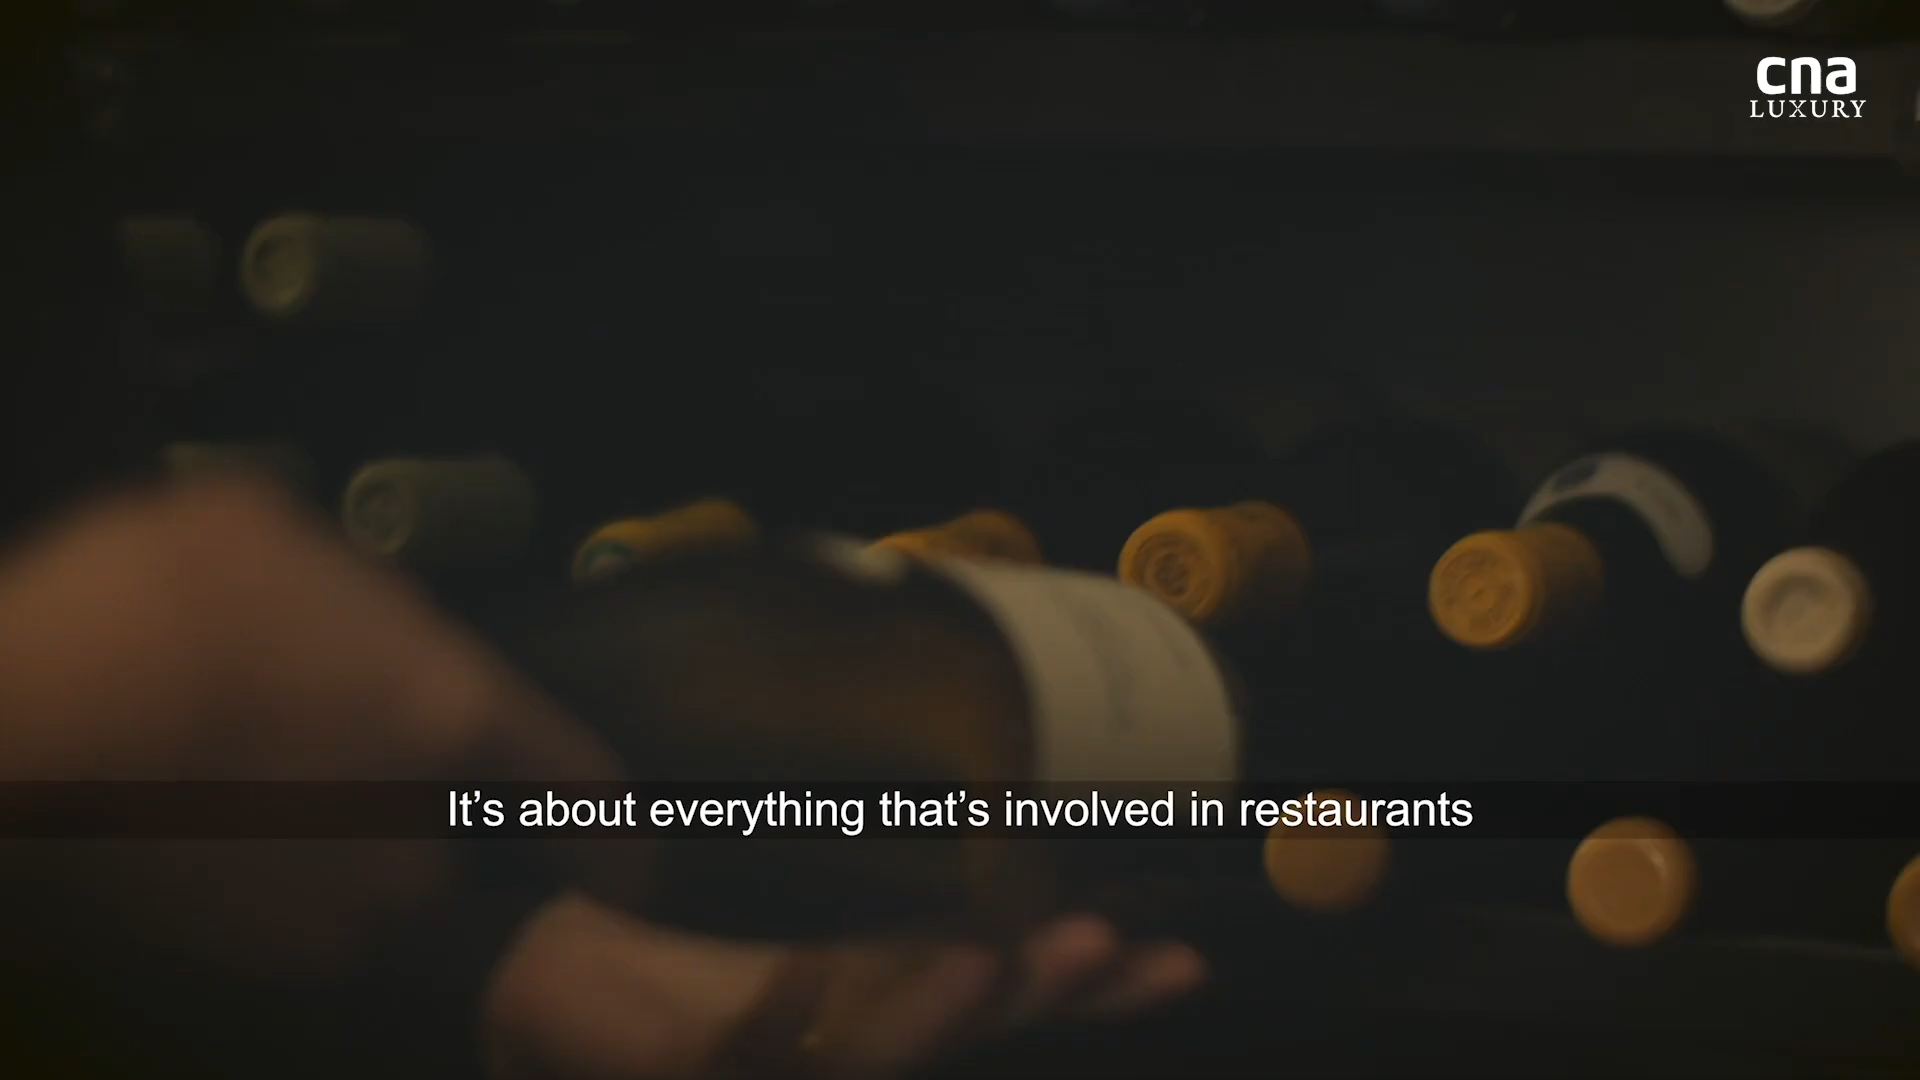 cna
LUXURY
It’s about everything that’s involved in restaurants